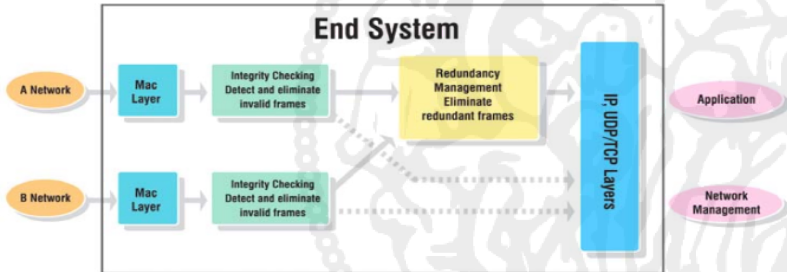 End System
A Network
Mac
Layer
Integrity Checking
Detect and eliminate
invalid frames
Redundancy
Management
Eliminate
redundant frames
IP, UDP/TCP Layers
Application
B Network
Mac
Layer
Integrity Checking
Detect and eliminate
invalid frames
Network
Management